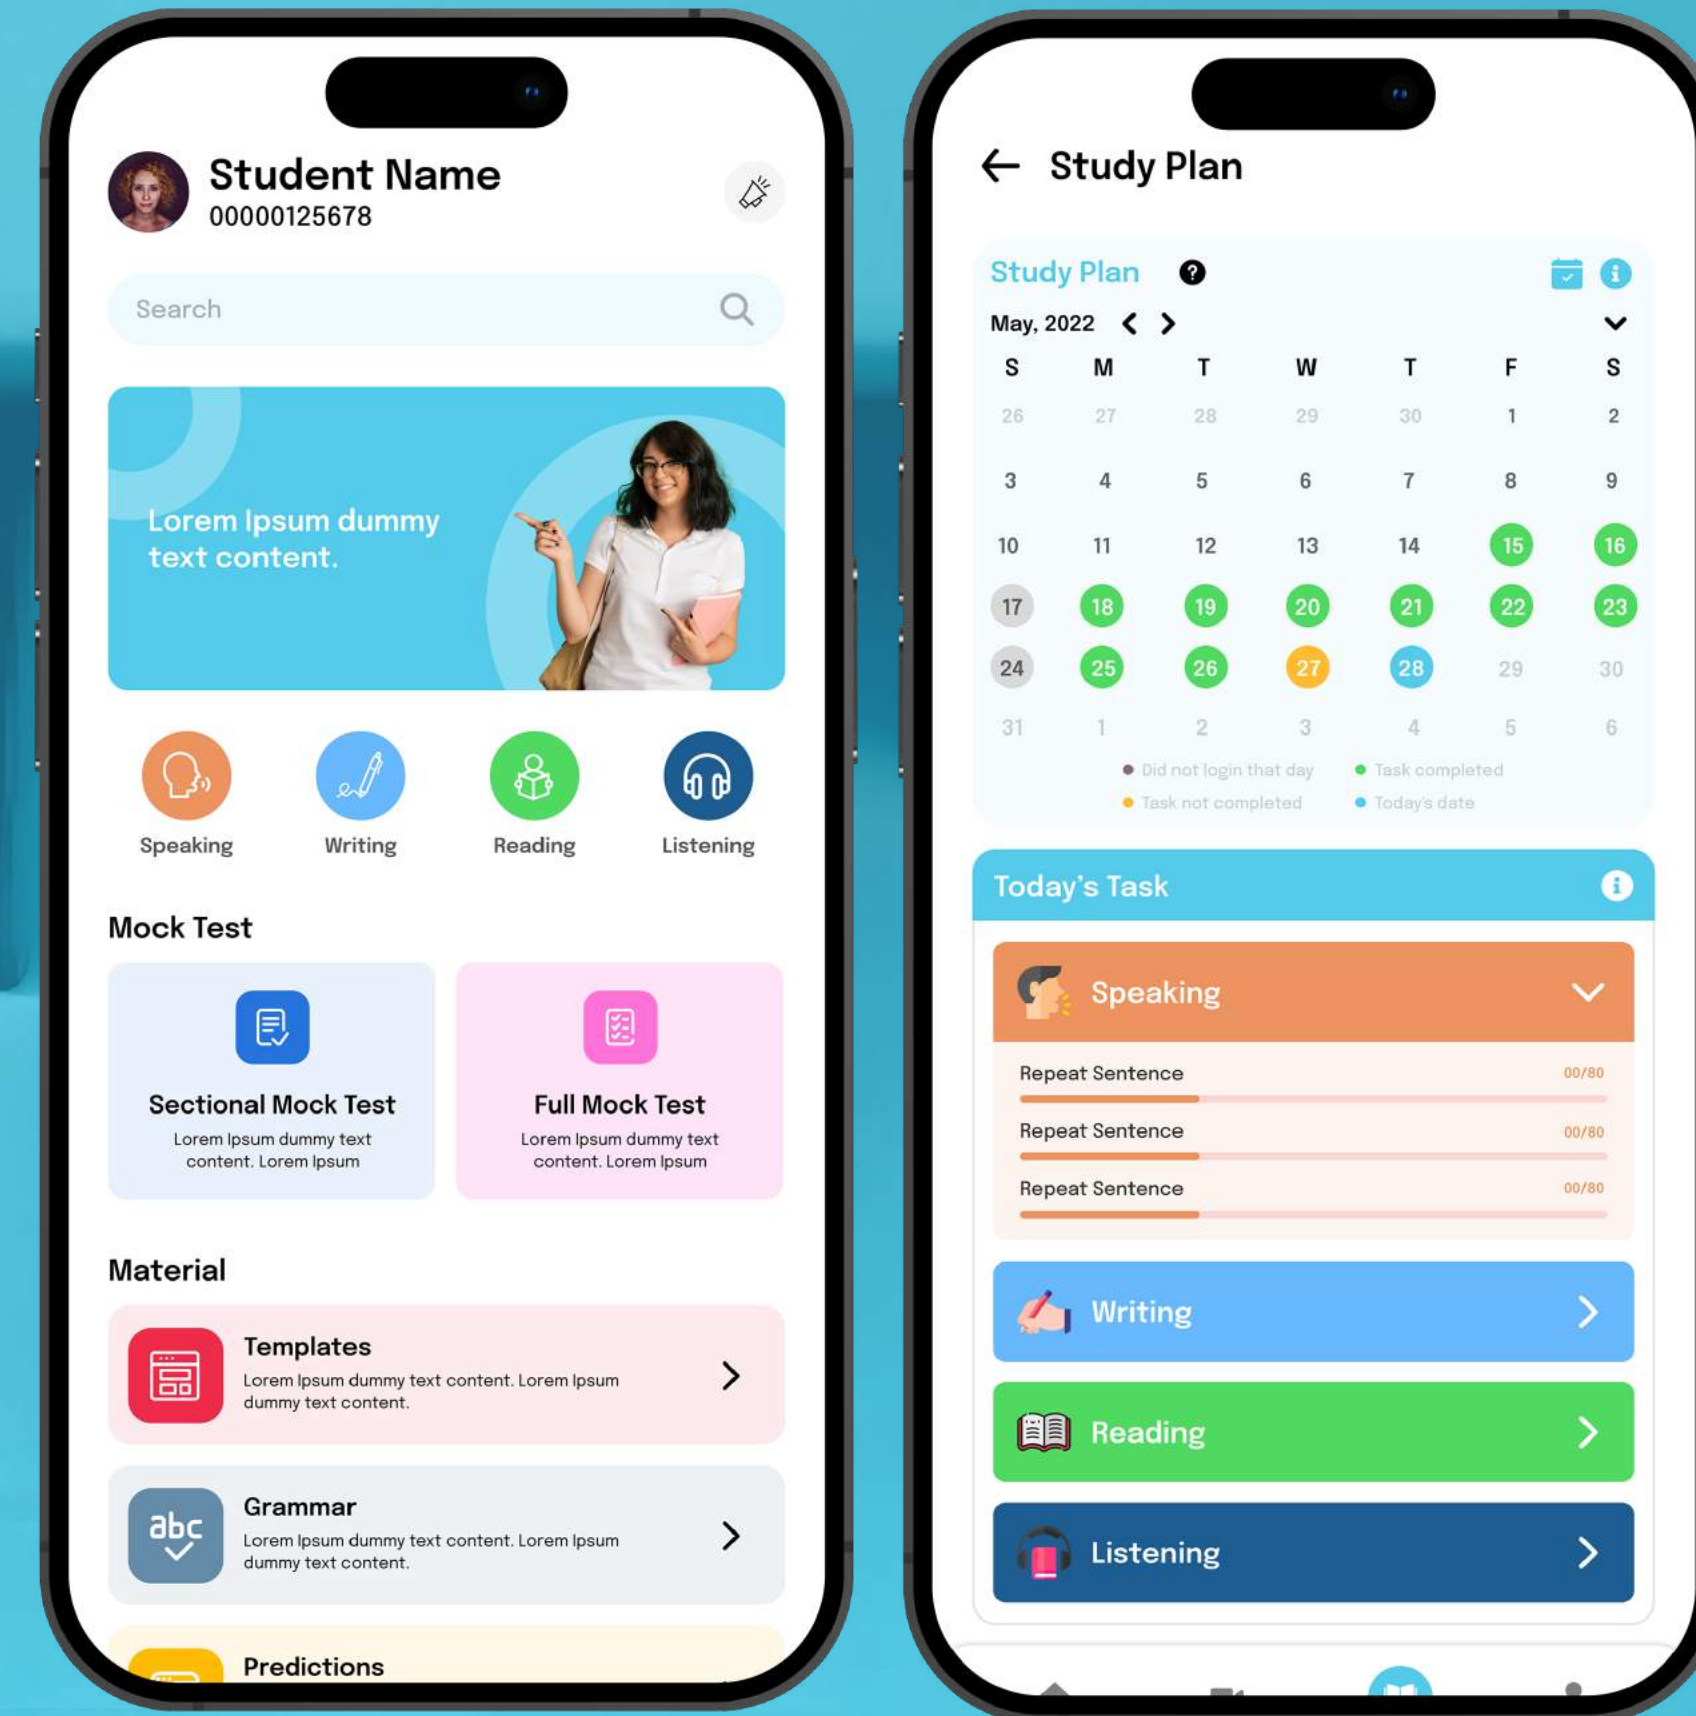 Student Name
00000125678
Search
Lorem Ipsum dummy
text content.
Speaking Writing Reading Listening
Mock Test
Sectional Mock Test
Lorem Ipsum dummy text
content. Lorem Ipsum
Full Mock Test
Lorem Ipsum dummy text
content. Lorem Ipsum
Material
Templates
Lorem Ipsum dummy text content. Lorem Ipsum
dummy text content.
abc
Grammar
Lorem Ipsum dummy text content. Lorem Ipsum
dummy text content.
Predictions
Study Plan
Study Plan ?
May, 2022
S M T W T F S
26 27 28 29 30 1 2
3 4 5 6 7 8 9
10 11 12 13 14 15 16
17 18 19 20 21 22 23
24 25 26 27 28 29 30
31 1 2 3 4 5 6
Did not login that day Task completed
Task not completed Today's date
Today's Task
Speaking
Repeat Sentence 00/80
Repeat Sentence 00/80
Repeat Sentence 00/80
Writing
Reading
Listening